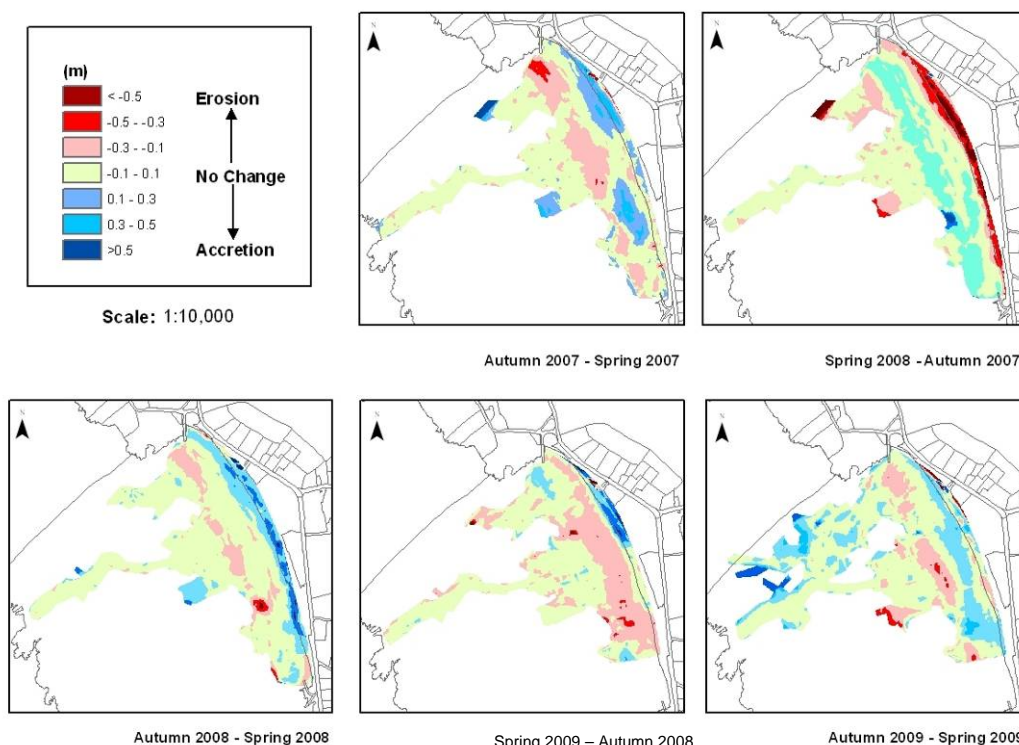 (m)
< -0.5
-0.5 - -0.3
-0.3 - -0.1
-0.1 - 0.1
0.1 - 0.3
0.3 - 0.5
>0.5
Erosion
No Change
Accretion
Scale: 1:10,000
N
N
Autumn 2007 - Spring 2007
Spring 2008 - Autumn 2007
N
N
N
Autumn 2008 - Spring 2008
Spring 2009 – Autumn 2008
Autumn 2009 - Spring 2009